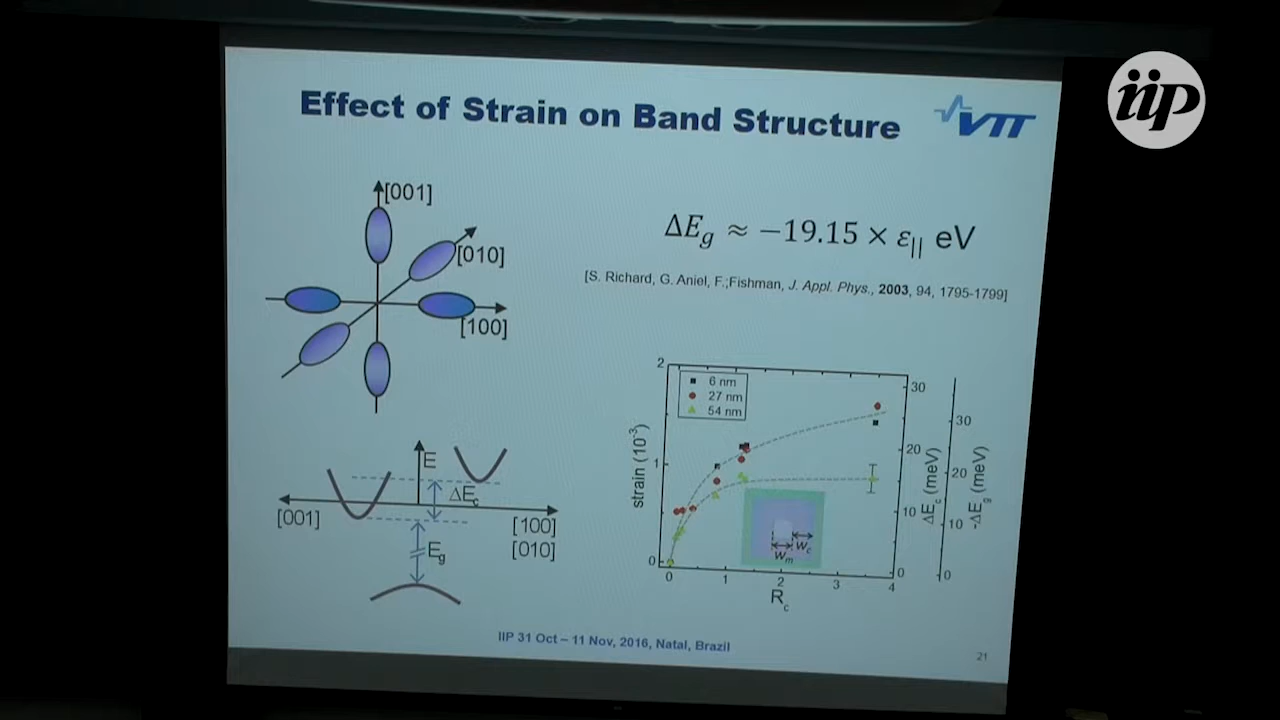 iip
Effect of Strain on Band Structure
VTT
[001]
[010]
[100]
ΔE_g ≈ −19.15 × ε_|| eV
[S. Richard, G. Aniel, F.;Fishman, J. Appl. Phys., 2003, 94, 1795-1799]
E
ΔE_c
[001]
[100]
[010]
E_g
2
1
0
strain (10^-3)
6 nm
27 nm
54 nm
w_m
w_c
0 1 2 3 4
R_c
30
20
10
0
ΔE_c (meV)
30
20
10
0
-ΔE_g (meV)
IIP 31 Oct – 11 Nov, 2016, Natal, Brazil
21